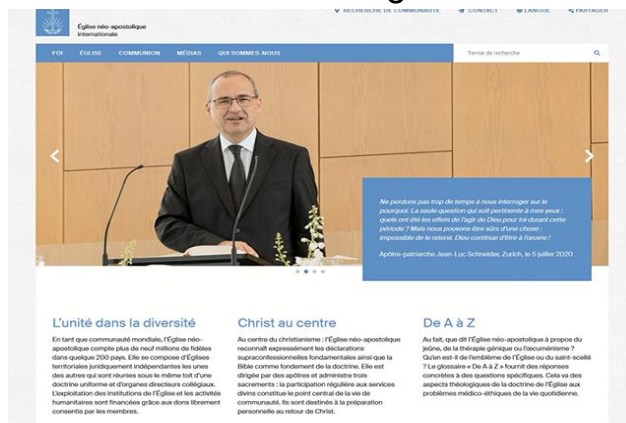 RECHERCHE DE COMMUNAUTÉ CONTACT LANGUE PARTAGER
Église néo-apostolique
internationale
FOI ÉGLISE COMMUNION MÉDIAS QUI SOMMES-NOUS Terme de recherche
Ne perdons pas trop de temps à nous interroger sur le
pourquoi. La seule question qui soit pertinente à mes yeux :
quels ont été les effets de l'agir de Dieu pour toi durant cette
période ? Mais nous pouvons être sûrs d'une chose :
impossible de le retenir. Dieu continue d'être à l'œuvre !
Apôtre-patriarche Jean-Luc Schneider, Zurich, le 5 juillet 2020
L'unité dans la diversité
En tant que communauté mondiale, l'Église néo-
apostolique compte plus de neuf millions de fidèles
dans quelque 200 pays. Elle se compose d'Églises
territoriales juridiquement indépendantes les unes
des autres qui sont réunies sous le même toit d'une
doctrine uniforme et d'organes directeurs collégiaux.
L'exploitation des institutions de l'Église et les activités
humanitaires sont financées grâce aux dons librement
consentis par les membres.
Christ au centre
Au centre du christianisme : l'Église néo-apostolique
reconnaît expressément les déclarations
supraconfessionnelles fondamentales ainsi que la
Bible comme fondement de la doctrine. Elle est
dirigée par des apôtres et administre trois
sacrements : la participation régulière aux services
divins constitue le point central de la vie de
communauté. Ils sont destinés à la préparation
personnelle au retour de Christ.
De A à Z
Au fait, que dit l'Église néo-apostolique à propos du
jeûne, de la thérapie génique ou l'œcuménisme ?
Qu'en est-il de l'emblème de l'Église ou du saint-scellé
? Le glossaire « De A à Z » fournit des réponses
concrètes à des questions spécifiques. Cela va des
aspects théologiques de la doctrine de l'Église aux
problèmes médico-éthiques de la vie quotidienne.